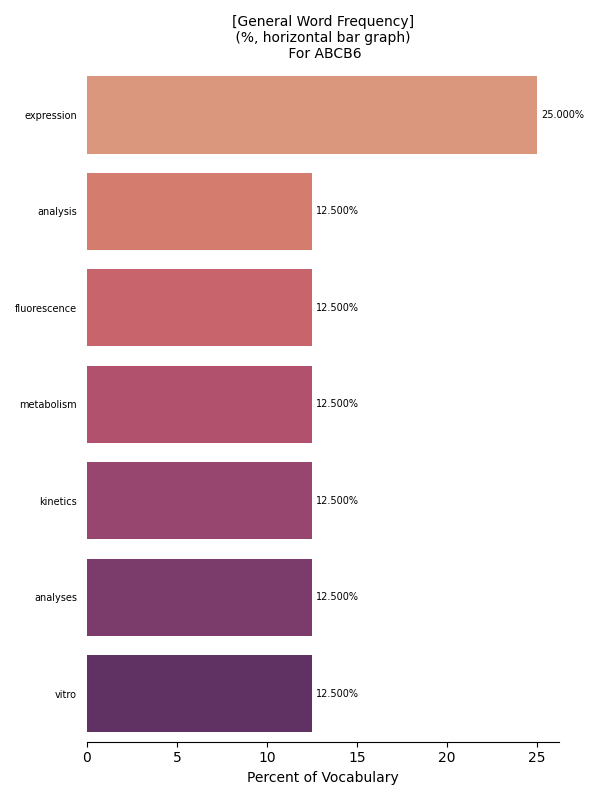 [General Word Frequency]
(%, horizontal bar graph)
For ABCB6
expression
25.000%
analysis
12.500%
fluorescence
12.500%
metabolism
12.500%
kinetics
12.500%
analyses
12.500%
vitro
12.500%
0 5 10 15 20 25
Percent of Vocabulary